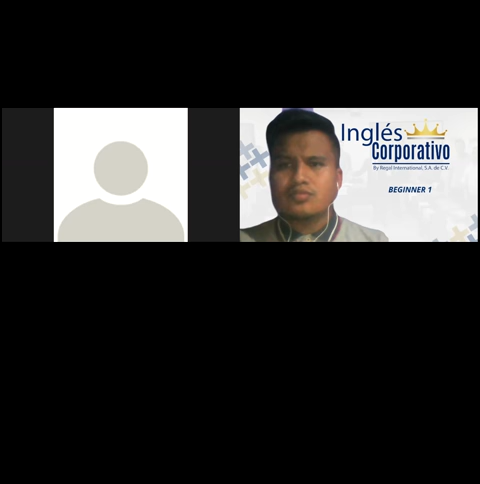 Inglés
Corporativo
By Regal International, S.A. de C.V.
BEGINNER 1